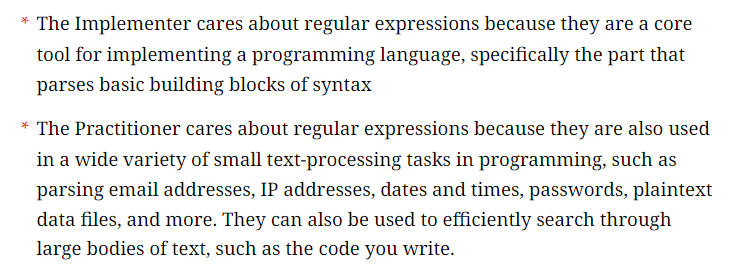 * The Implementer cares about regular expressions because they are a core
tool for implementing a programming language, specifically the part that
parses basic building blocks of syntax
* The Practitioner cares about regular expressions because they are also used
in a wide variety of small text-processing tasks in programming, such as
parsing email addresses, IP addresses, dates and times, passwords, plaintext
data files, and more. They can also be used to efficiently search through
large bodies of text, such as the code you write.